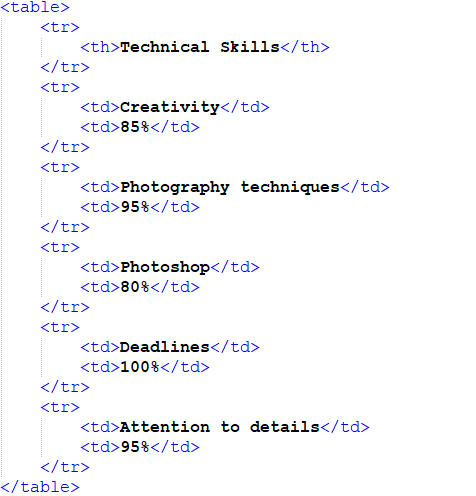 <table>
    <tr>
        <th>Technical Skills</th>
    </tr>
    <tr>
        <td>Creativity</td>
        <td>85%</td>
    </tr>
    <tr>
        <td>Photography techniques</td>
        <td>95%</td>
    </tr>
    <tr>
        <td>Photoshop</td>
        <td>80%</td>
    </tr>
    <tr>
        <td>Deadlines</td>
        <td>100%</td>
    </tr>
    <tr>
        <td>Attention to details</td>
        <td>95%</td>
    </tr>
</table>